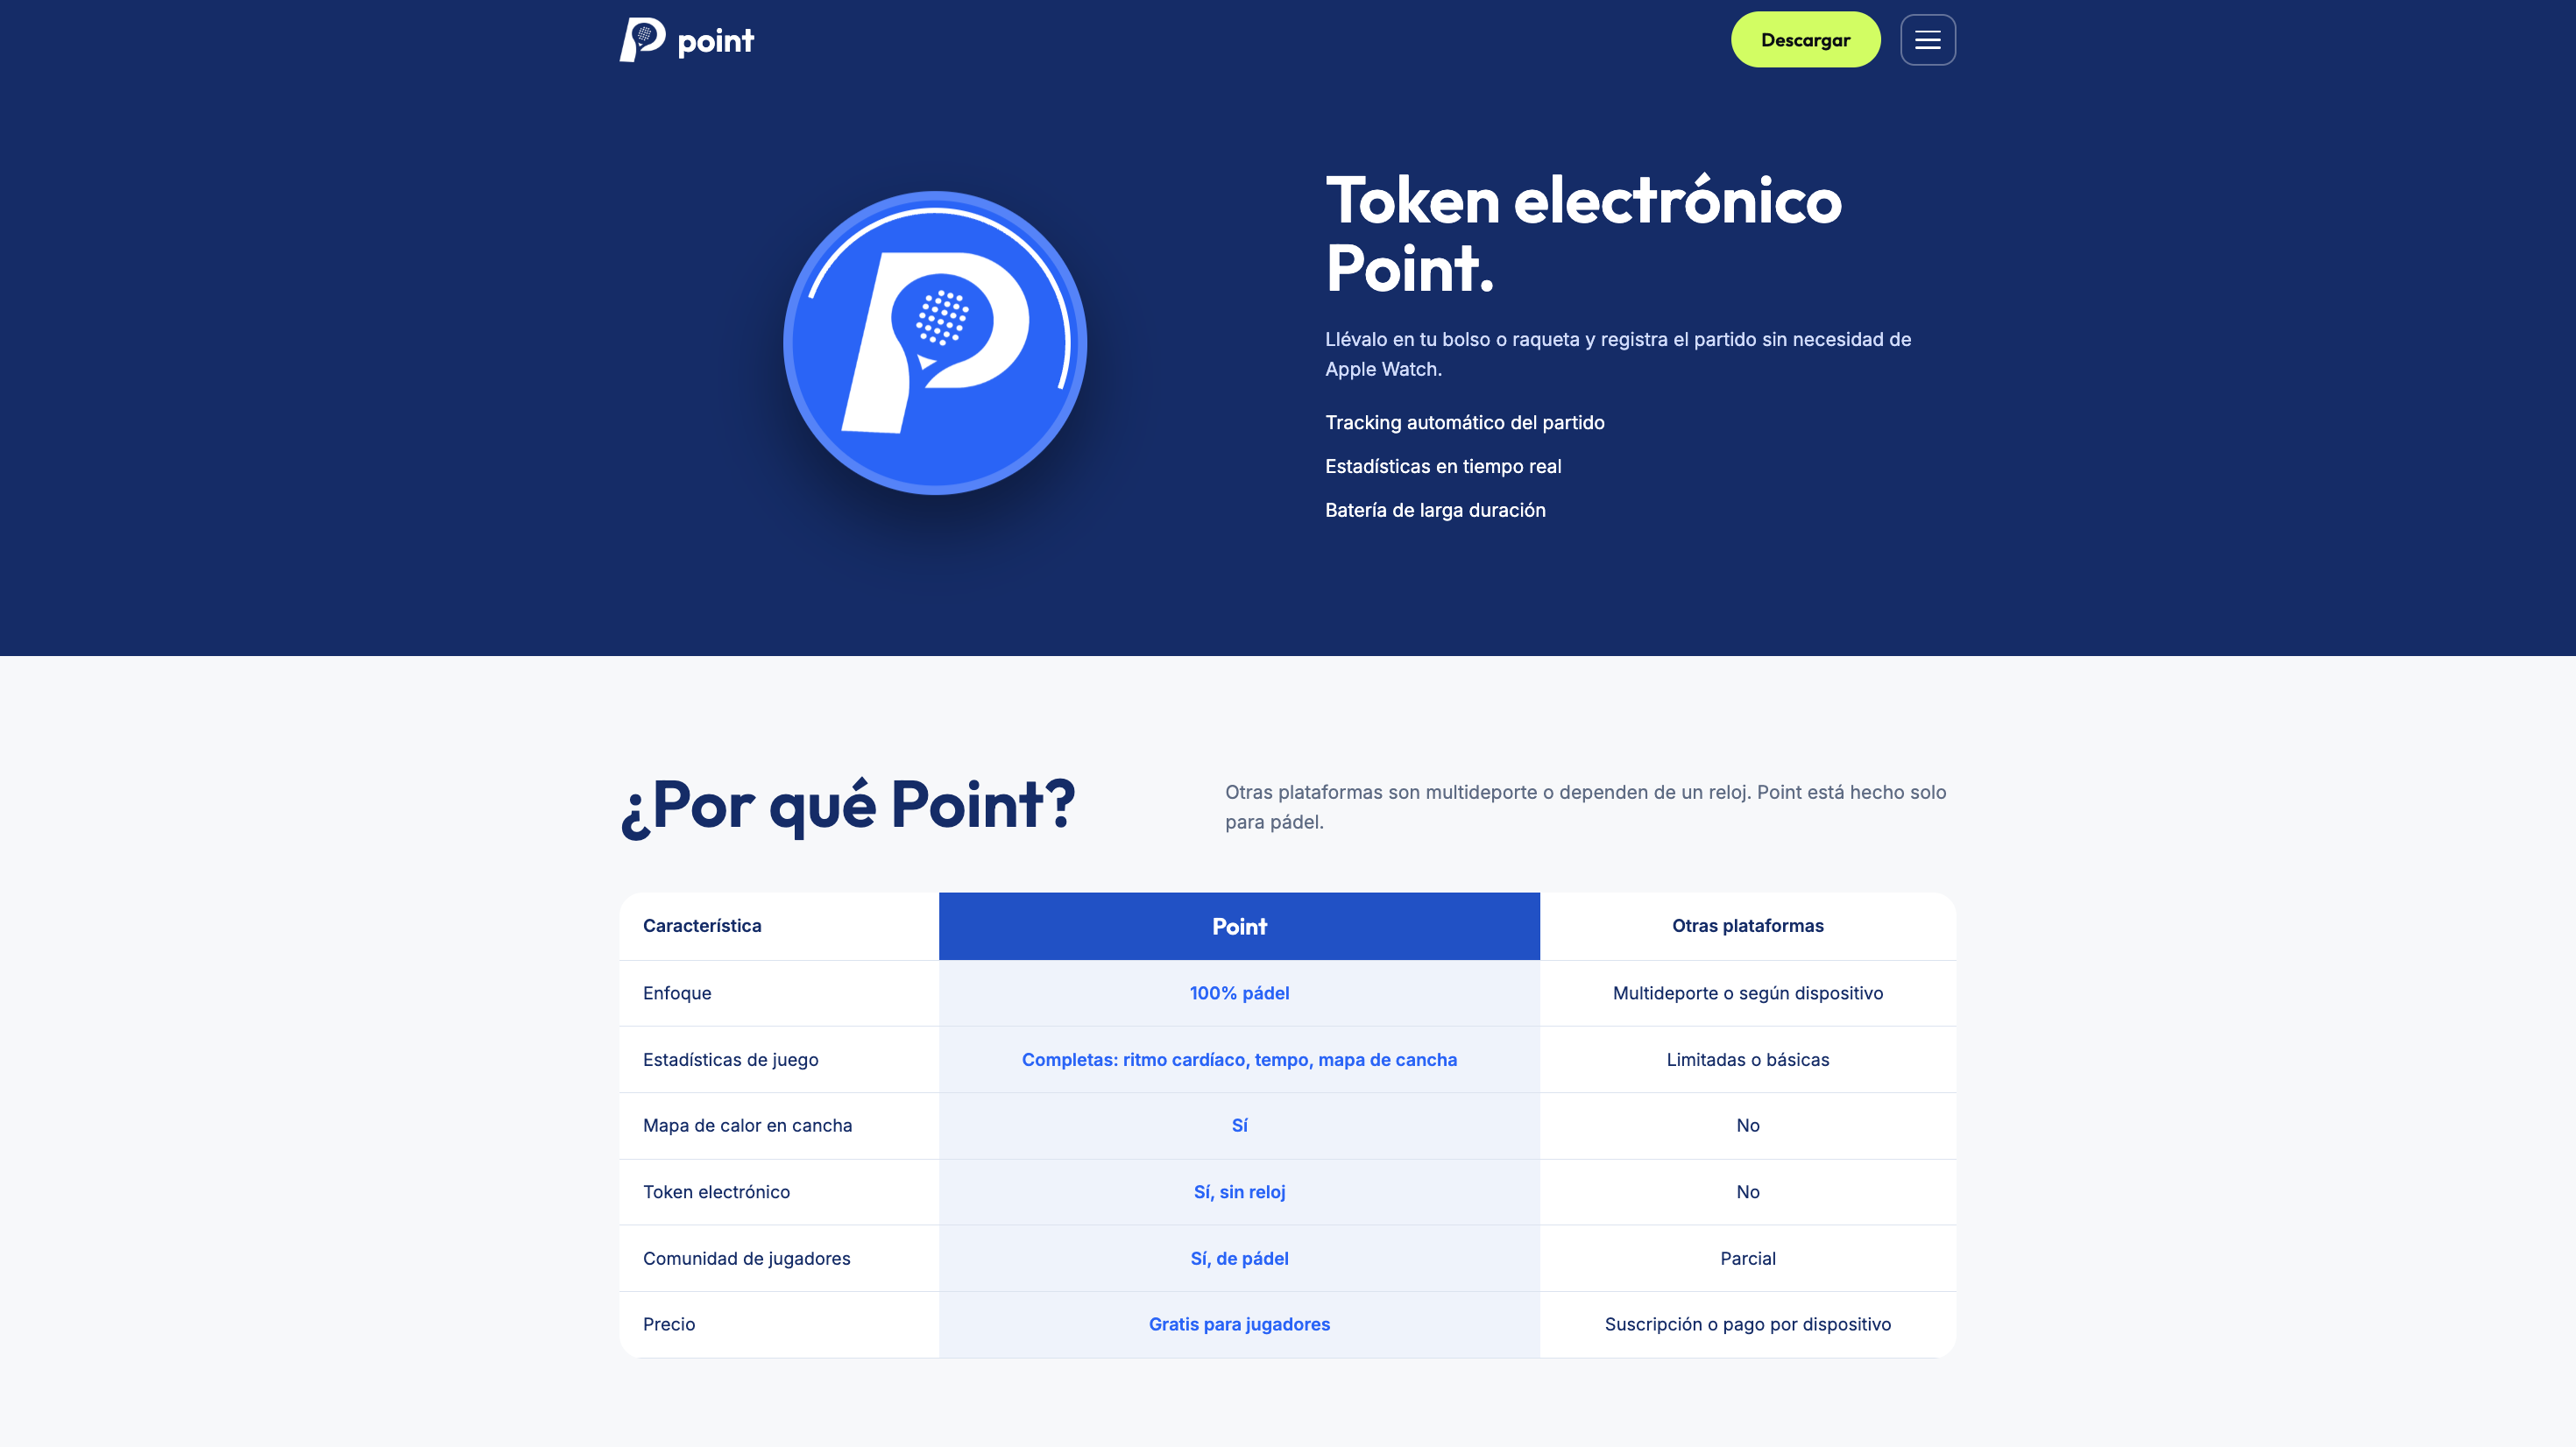 point
Descargar
Token electrónico
Point.
Llévalo en tu bolso o raqueta y registra el partido sin necesidad de
Apple Watch.
Tracking automático del partido
Estadísticas en tiempo real
Batería de larga duración
¿Por qué Point?
Otras plataformas son multideporte o dependen de un reloj. Point está hecho solo
para pádel.
Característica Point Otras plataformas
Enfoque 100% pádel Multideporte o según dispositivo
Estadísticas de juego Completas: ritmo cardíaco, tempo, mapa de cancha Limitadas o básicas
Mapa de calor en cancha Sí No
Token electrónico Sí, sin reloj No
Comunidad de jugadores Sí, de pádel Parcial
Precio Gratis para jugadores Suscripción o pago por dispositivo